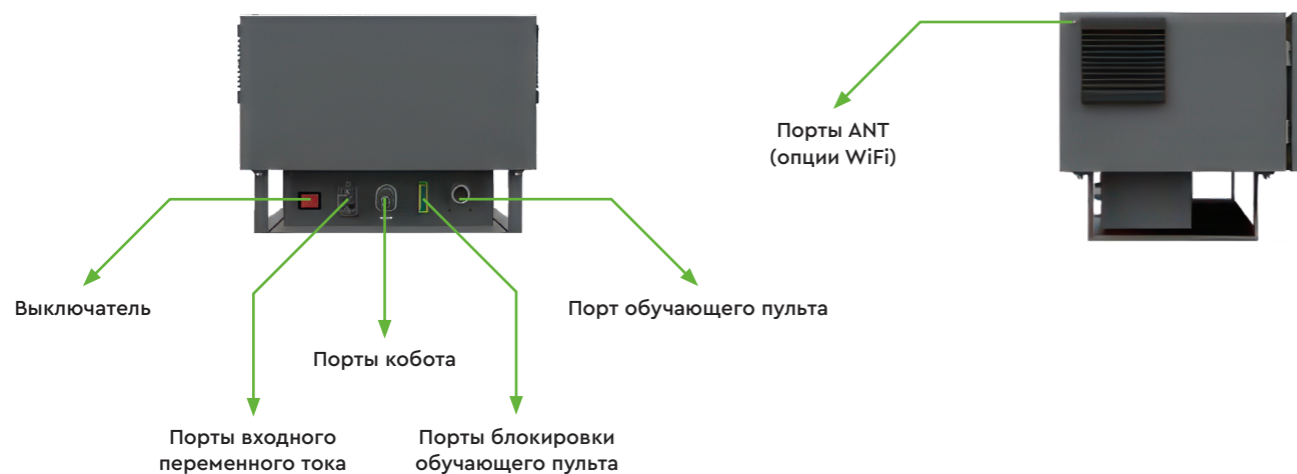 Порты ANT
(опции WiFi)
Выключатель
Порт обучающего пульта
Порты кобота
Порты входного
переменного тока
Порты блокировки
обучающего пульта